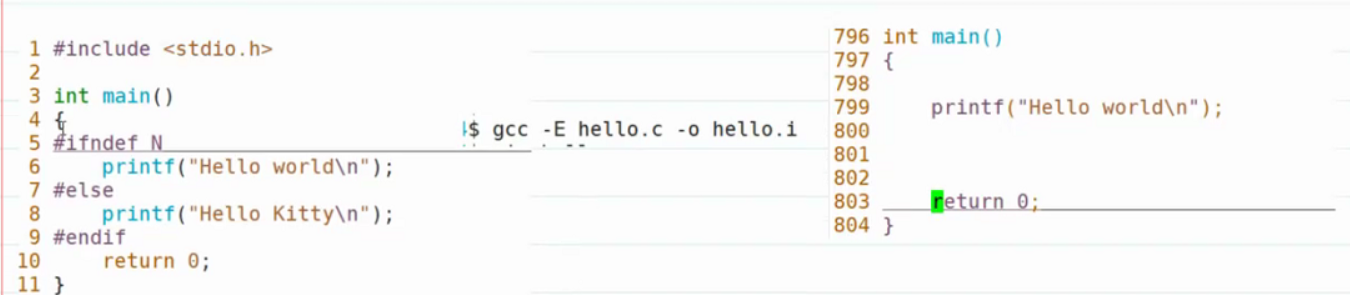 1 #include <stdio.h>
2
3 int main()
4 {
5 #ifndef N
6     printf("Hello world\n");
7 #else
8     printf("Hello Kitty\n");
9 #endif
10     return 0;
11 }
$ gcc -E hello.c -o hello.i
796 int main()
797 {
798
799     printf("Hello world\n");
800
801
802
803     return 0;
804 }